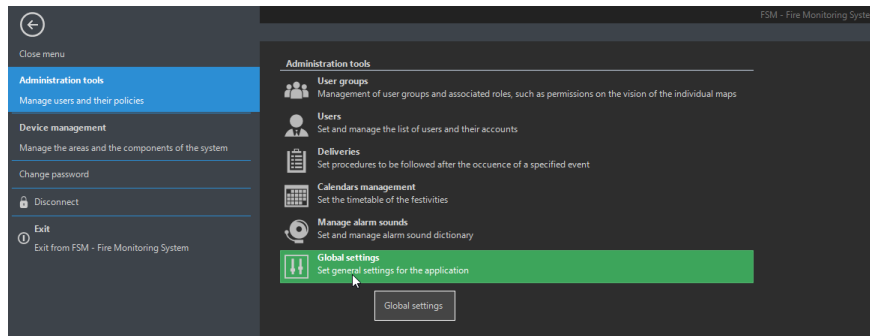 FSM - Fire Monitoring Syste
Close menu
Administration tools
Manage users and their policies
Device management
Manage the areas and the components of the system
Change password
Disconnect
Exit
Exit from FSM - Fire Monitoring System
Administration tools
User groups
Management of user groups and associated roles, such as permissions on the vision of the individual maps
Users
Set and manage the list of users and their accounts
Deliveries
Set procedures to be followed after the occuence of a specified event
Calendars management
Set the timetable of the festivities
Manage alarm sounds
Set and manage alarm sound dictionary
Global settings
Set general settings for the application
Global settings